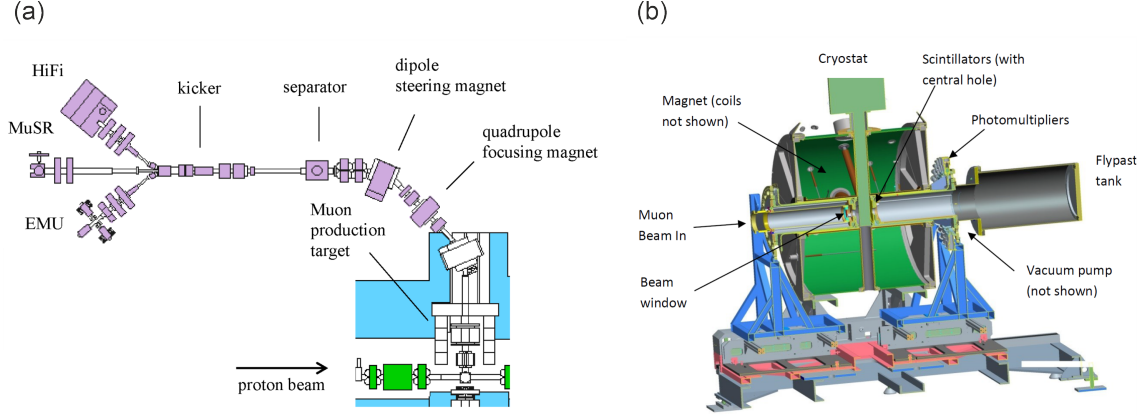 (a)
HiFi
MuSR
EMU
kicker
separator
dipole
steering magnet
quadrupole
focusing magnet
Muon
production
target
proton beam
(b)
Cryostat
Scintillators (with
central hole)
Magnet (coils
not shown)
Photomultipliers
Flypast
tank
Muon
Beam In
Beam
window
Vacuum pump
(not shown)